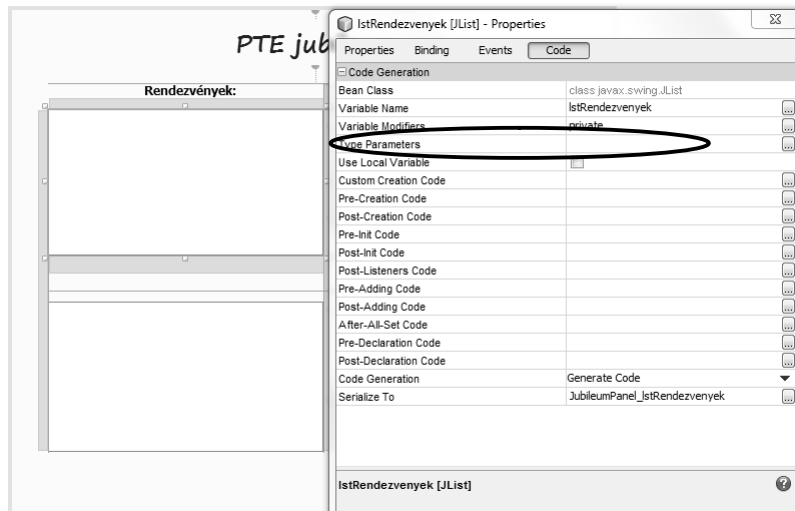 PTE jub
Rendezvények:
lstRendezvenyek [JList] - Properties
Properties Binding Events Code
Code Generation
Bean Class class javax.swing.JList
Variable Name lstRendezvenyek ...
Variable Modifiers private ...
Type Parameters ...
Use Local Variable
Custom Creation Code ...
Pre-Creation Code ...
Post-Creation Code ...
Pre-Init Code ...
Post-Init Code ...
Post-Listeners Code ...
Pre-Adding Code ...
Post-Adding Code ...
After-All-Set Code ...
Pre-Declaration Code ...
Post-Declaration Code ...
Code Generation Generate Code
Serialize To JubileumPanel_lstRendezvenyek ...
lstRendezvenyek [JList] ?